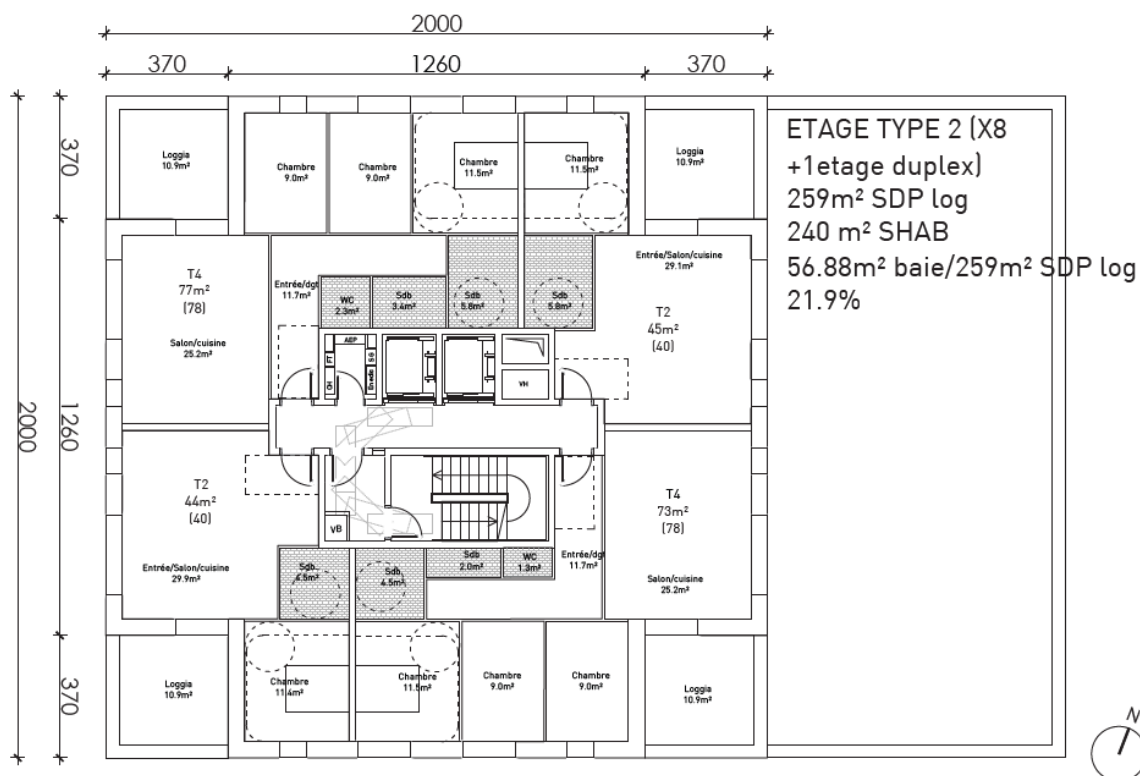 2000
370
1260
370
370
1260
370
2000
ETAGE TYPE 2 (X8
+1etage duplex)
259m² SDP log
240 m² SHAB
56.88m² baie/259m² SDP log
21.9%
Loggia
10.9m²
Chambre
9.0m²
Chambre
9.0m²
Chambre
11.5m²
Chambre
11.5m²
Loggia
10.9m²
T4
77m²
(78)
Salon/cuisine
25.2m²
Entrée/dgt
11.7m²
WC
2.3m²
Sdb
3.4m²
Sdb
5.8m²
Sdb
5.8m²
Entrée/Salon/cuisine
29.1m²
T2
45m²
(40)
AEP
FT
CH
SG
Enedis
VH
T2
44m²
(40)
Entrée/Salon/cuisine
29.9m²
VB
Sdb
4.5m²
Sdb
4.5m²
Sdb
2.0m²
WC
1.3m²
Entrée/dgt
11.7m²
T4
73m²
(78)
Salon/cuisine
25.2m²
Loggia
10.9m²
Chambre
11.4m²
Chambre
11.5m²
Chambre
9.0m²
Chambre
9.0m²
Loggia
10.9m²
N